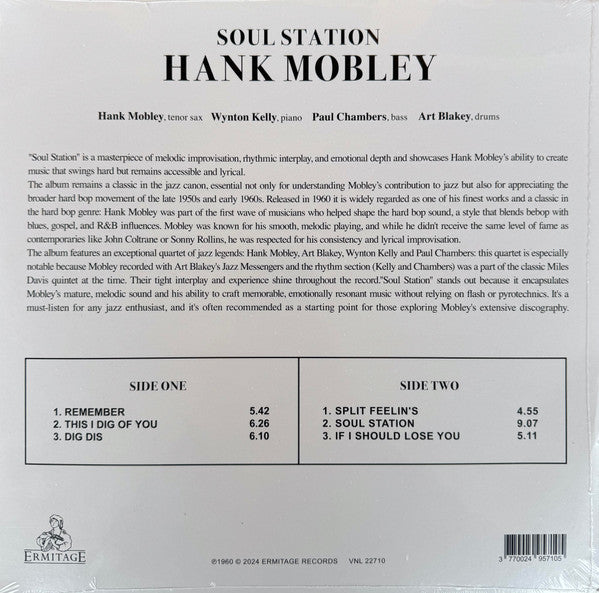 SOUL STATION
HANK MOBLEY
Hank Mobley, tenor sax Wynton Kelly, piano Paul Chambers, bass Art Blakey, drums
"Soul Station" is a masterpiece of melodic improvisation, rhythmic interplay, and emotional depth and showcases Hank Mobley's ability to create
music that swings hard but remains accessible and lyrical.
The album remains a classic in the jazz canon, essential not only for understanding Mobley's contribution to jazz but also for appreciating the
broader hard bop movement of the late 1950s and early 1960s. Released in 1960 it is widely regarded as one of his finest works and a classic in
the hard bop genre: Hank Mobley was part of the first wave of musicians who helped shape the hard bop sound, a style that blends bebop with
blues, gospel, and R&B influences. Mobley was known for his smooth, melodic playing, and while he didn't receive the same level of fame as
contemporaries like John Coltrane or Sonny Rollins, he was respected for his consistency and lyrical improvisation.
The album features an exceptional quartet of jazz legends: Hank Mobley, Art Blakey, Wynton Kelly and Paul Chambers: this quartet is especially
notable because Mobley recorded with Art Blakey's Jazz Messengers and the rhythm section (Kelly and Chambers) was a part of the classic Miles
Davis quintet at the time. Their tight interplay and experience shine throughout the record."Soul Station" stands out because it encapsulates
Mobley's mature, melodic sound and his ability to craft memorable, emotionally resonant music without relying on flash or pyrotechnics. It's a
must-listen for any jazz enthusiast, and it's often recommended as a starting point for those exploring Mobley's extensive discography.
SIDE ONE
1. REMEMBER 5.42
2. THIS I DIG OF YOU 6.26
3. DIG DIS 6.10
SIDE TWO
1. SPLIT FEELIN'S 4.55
2. SOUL STATION 9.07
3. IF I SHOULD LOSE YOU 5.11
ERMITAGE
℗1960 © 2024 ERMITAGE RECORDS VNL 22710
3 770024 957105